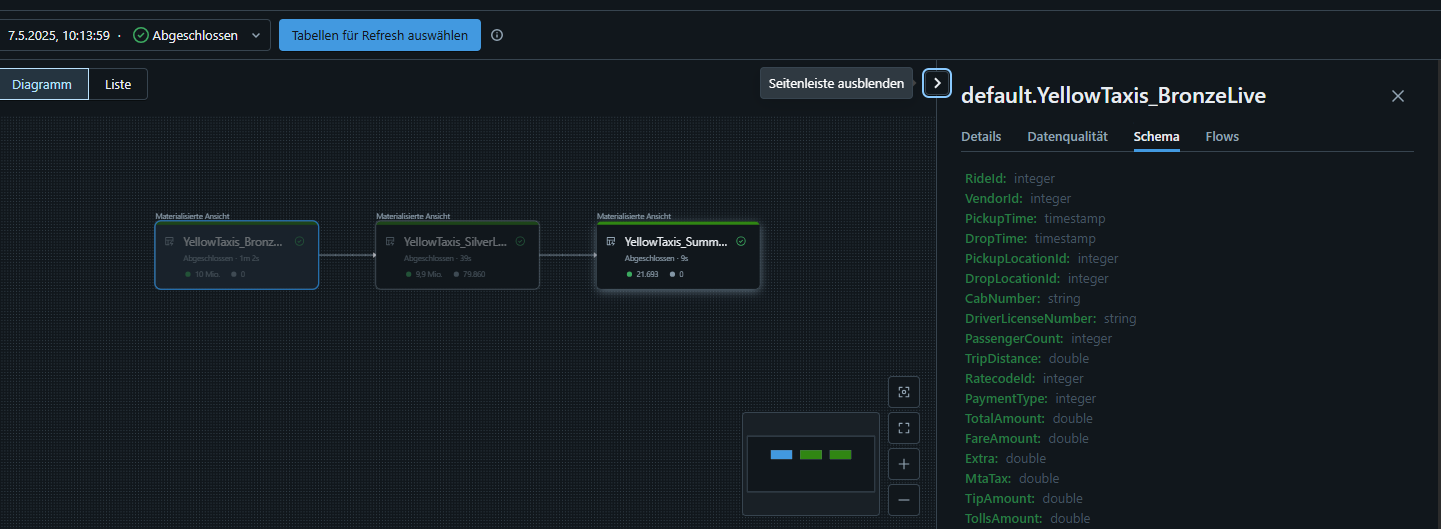 7.5.2025, 10:13:59 · Abgeschlossen
Tabellen für Refresh auswählen
Diagramm
Liste
Seitenleiste ausblenden
Materialisierte Ansicht
YellowTaxis_Bronz...
Abgeschlossen · 1m 2s
10 Mio.
0
Materialisierte Ansicht
YellowTaxis_SilverL...
Abgeschlossen · 39s
9,9 Mio.
79.860
Materialisierte Ansicht
YellowTaxis_Summ...
Abgeschlossen · 9s
21.693
0
default.YellowTaxis_BronzeLive
Details
Datenqualität
Schema
Flows
RideId: integer
VendorId: integer
PickupTime: timestamp
DropTime: timestamp
PickupLocationId: integer
DropLocationId: integer
CabNumber: string
DriverLicenseNumber: string
PassengerCount: integer
TripDistance: double
RatecodeId: integer
PaymentType: integer
TotalAmount: double
FareAmount: double
Extra: double
MtaTax: double
TipAmount: double
TollsAmount: double